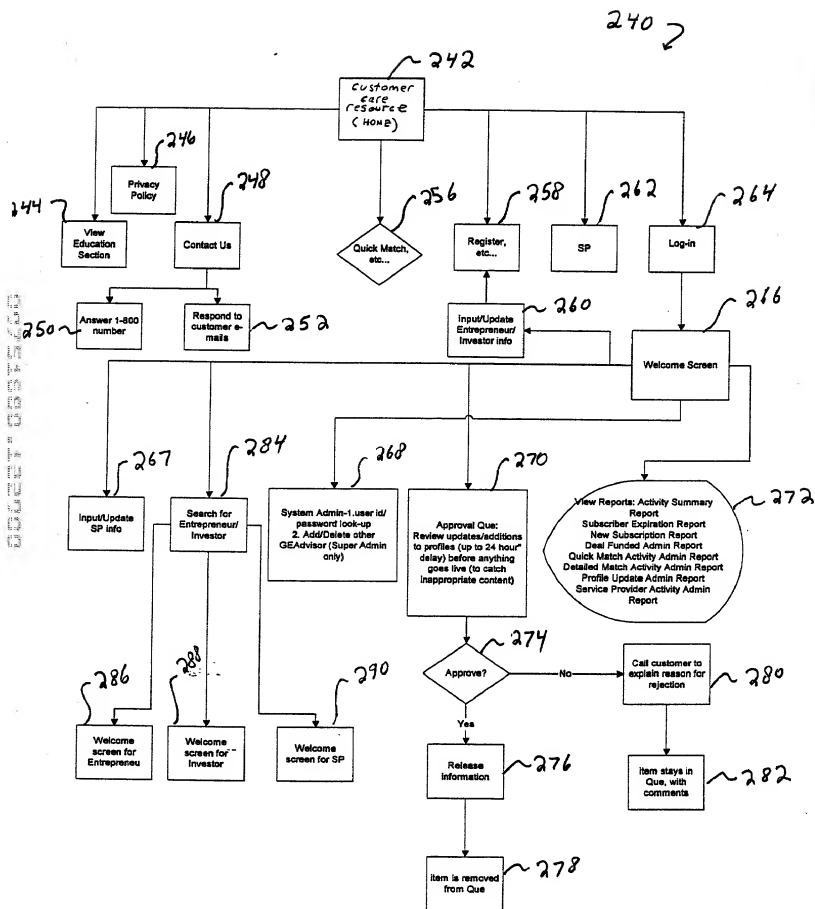 240
242
Customer
care
resource
(HOME)
246
Privacy
Policy
248
244
View
Education
Section
Contact Us
256
Quick Match,
etc...
258
Register,
etc...
262
SP
264
Log-in
250
Answer 1-800
number
Respond to
customer e-
mails
252
260
Input/Update
Entrepreneur/
Investor info
266
Welcome Screen
267
Input/Update
SP info
284
Search for
Entrepreneur/
Investor
268
System Admin-1.user id/
password look-up
2. Add/Delete other
GEAdvisor (Super Admin
only)
270
Approval Que:
Review updates/additions
to profiles (up to 24 hour"
delay) before anything
goes live (to catch
inappropriate content)
272
View Reports: Activity Summary
Report
Subscriber Expiration Report
New Subscription Report
Deal Funded Admin Report
Quick Match Activity Admin Report
Detailed Match Activity Admin Report
Profile Update Admin Report
Service Provider Activity Admin
Report
274
Approve?
No
Call customer to
explain reason for
rejection
280
286
Welcome
screen for
Entrepreneu
288
Welcome
screen for
Investor
290
Welcome
screen for SP
Yes
Release
information
276
item stays in
Que, with
comments
282
item is removed
from Que
278